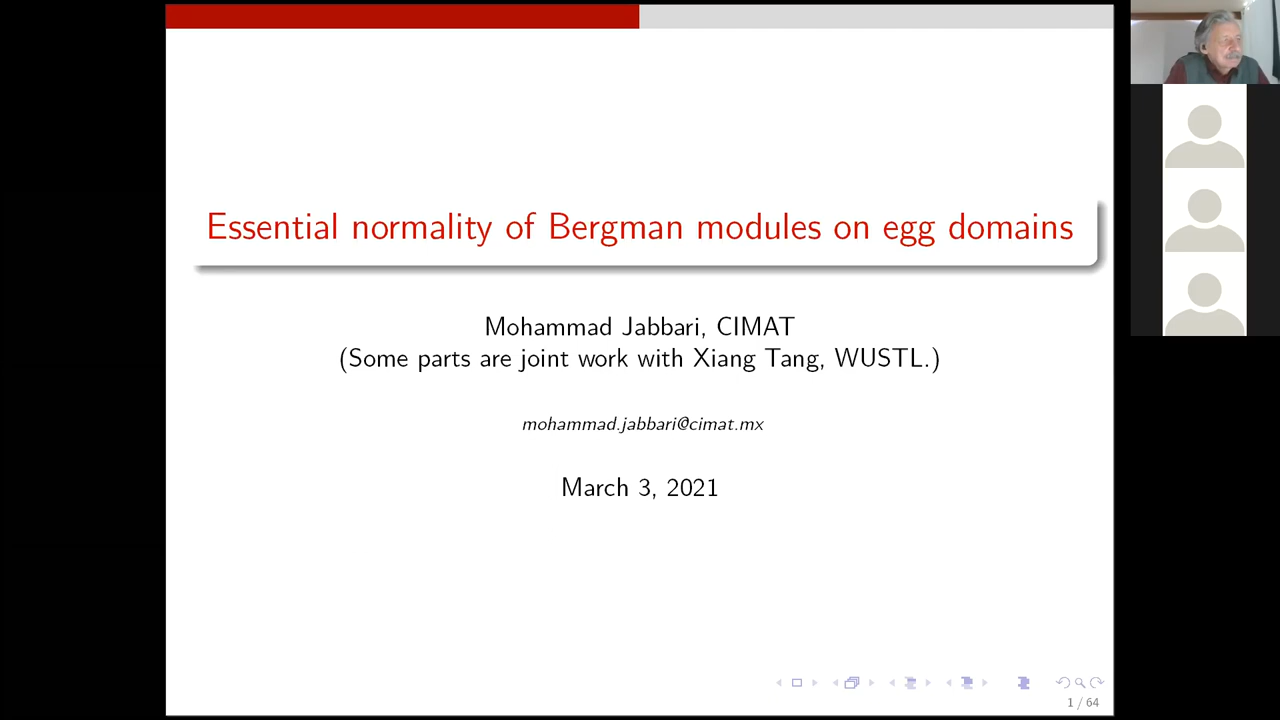 Essential normality of Bergman modules on egg domains
Mohammad Jabbari, CIMAT
(Some parts are joint work with Xiang Tang, WUSTL.)
mohammad.jabbari@cimat.mx
March 3, 2021
1 / 64